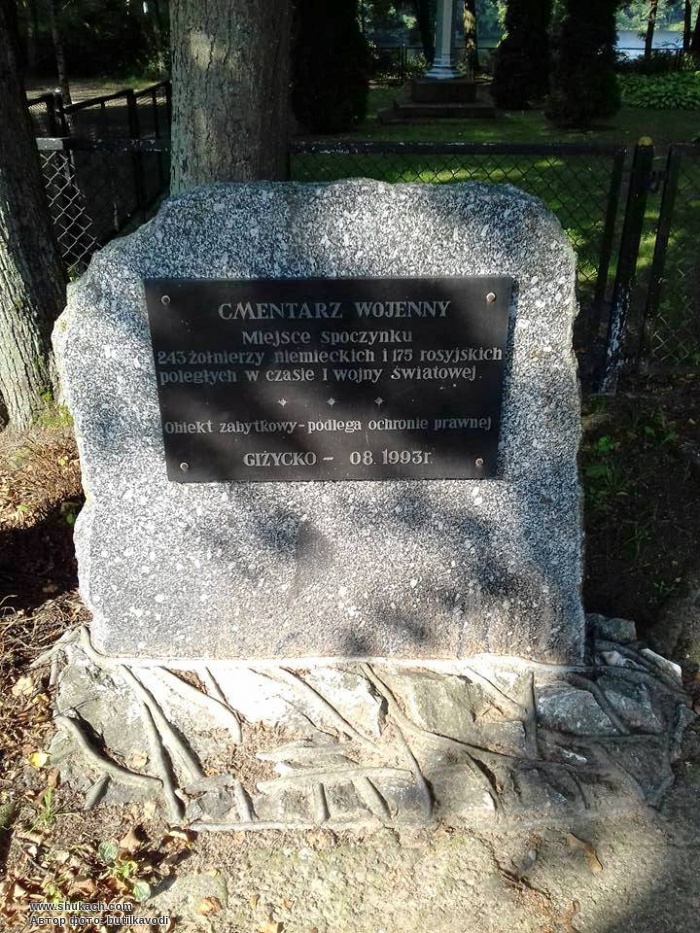 CMENTARZ WOJENNY
Miejsce Spoczynku
243 żołnierzy niemieckich i 175 rosyjskich
poległych w czasie I wojny światowej.
Obiekt zabytkowy - podlega ochronie prawnej
GIŻYCKO - 08.1993r.
www.shukach.com
Автор фото: butilkavodi